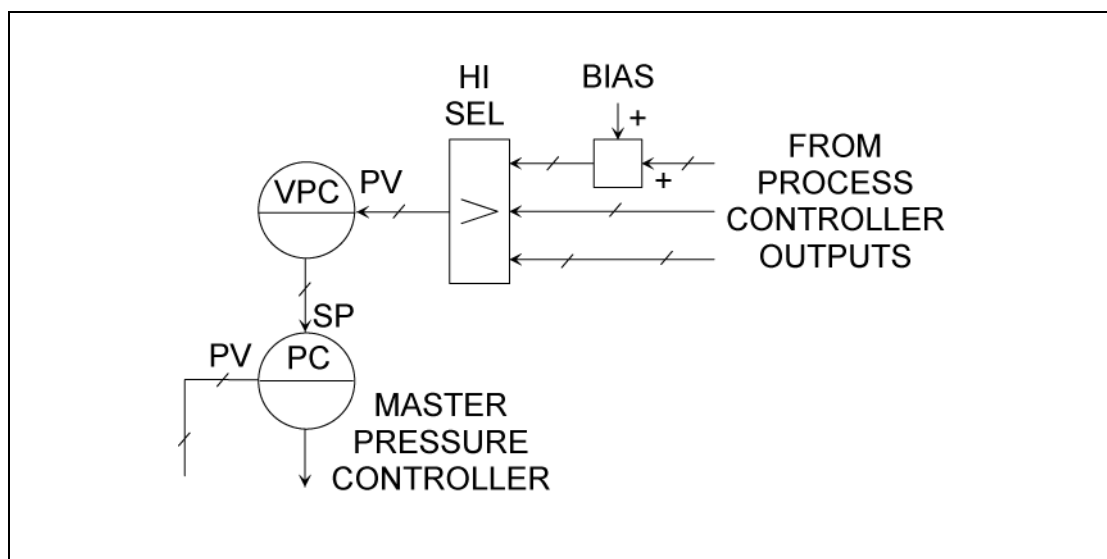 HI
SEL
BIAS
+
+
FROM
PROCESS
CONTROLLER
OUTPUTS
VPC
PV
>
SP
PV
PC
MASTER
PRESSURE
CONTROLLER